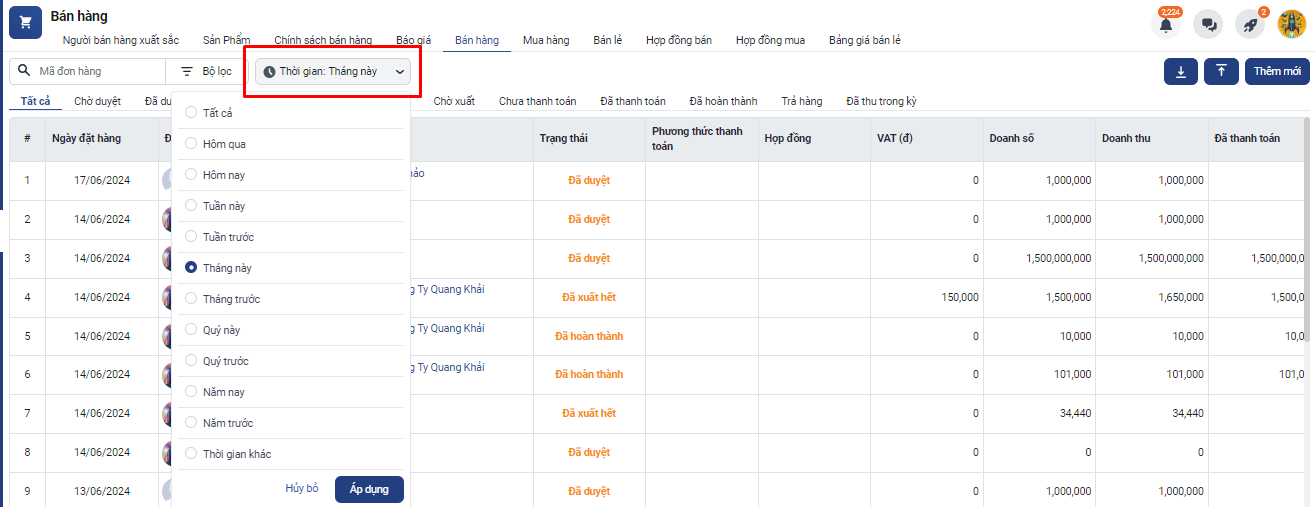 Bán hàng
2,224
2
Người bán hàng xuất sắc Sản Phẩm Chính sách bán hàng Báo giá Bán hàng Mua hàng Bán lẻ Hợp đồng bán Hợp đồng mua Bảng giá bán lẻ
Mã đơn hàng Bộ lọc Thời gian: Tháng này Thêm mới
Tất cả Chờ duyệt Đã Chờ xuất Chưa thanh toán Đã thanh toán Đã hoàn thành Trả hàng Đã thu trong kỳ
Tất cả
Hôm qua
Hôm nay
Tuần này
Tuần trước
Tháng này
Tháng trước
Quý này
Quý trước
Năm nay
Năm trước
Thời gian khác
Hủy bỏ Áp dụng
# Ngày đặt hàng Trạng thái Phương thức thanh toán Hợp đồng VAT (đ) Doanh số Doanh thu Đã thanh toán
1 17/06/2024 Đã duyệt 0 1,000,000 1,000,000
2 14/06/2024 Đã duyệt 0 1,000,000 1,000,000
3 14/06/2024 Đã duyệt 0 1,500,000,000 1,500,000,000 1,500,000,0
4 14/06/2024 g Ty Quang Khải Đã xuất hết 150,000 1,500,000 1,650,000 1,500,0
5 14/06/2024 g Ty Quang Khải Đã hoàn thành 0 10,000 10,000 10,0
6 14/06/2024 g Ty Quang Khải Đã hoàn thành 0 101,000 101,000 101,0
7 14/06/2024 Đã xuất hết 0 34,440 34,440
8 14/06/2024 Đã duyệt 0 0 0
9 13/06/2024 Đã duyệt 0 1,000,000 1,000,000